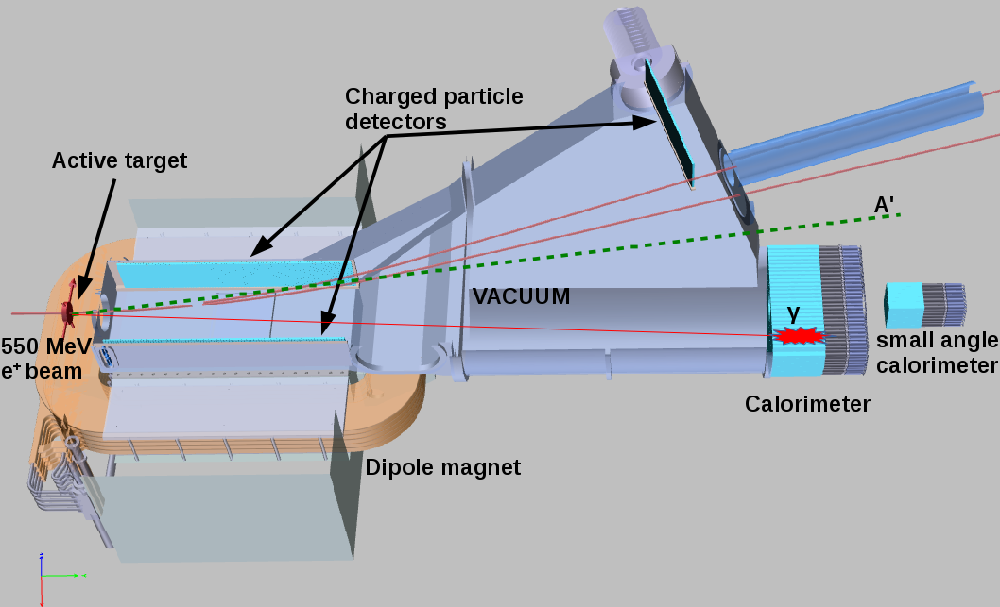 Charged particle
detectors
Active target
A'
VACUUM
γ
550 MeV
e⁺ beam
small angle
calorimeter
Calorimeter
Dipole magnet